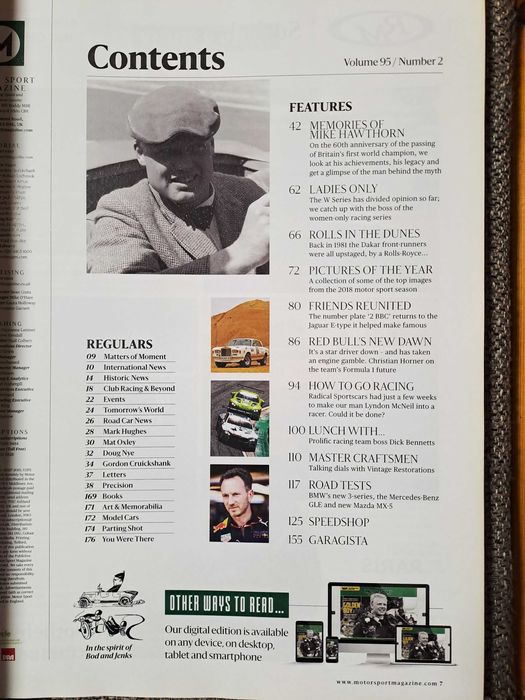 Contents
Volume 95 / Number 2
FEATURES
42 MEMORIES OF
MIKE HAWTHORN
On the 60th anniversary of the passing
of Britain's first world champion, we
look at his achievements, his legacy and
get a glimpse of the man behind the myth
62 LADIES ONLY
The W Series has divided opinion so far;
we catch up with the boss of the
women-only racing series
66 ROLLS IN THE DUNES
Back in 1981 the Dakar front-runners
were all upstaged, by a Rolls-Royce...
72 PICTURES OF THE YEAR
A collection of some of the top images
from the 2018 motor sport season
80 FRIENDS REUNITED
The number plate '2 BBC' returns to the
Jaguar E-type it helped make famous
86 RED BULL'S NEW DAWN
It's a star driver down - and has taken
an engine gamble. Christian Horner on
the team's Formula 1 future
94 HOW TO GO RACING
Radical Sportscars had just a few weeks
to make our man Lyndon McNeil into a
racer. Could it be done?
100 LUNCH WITH...
Prolific racing team boss Dick Bennetts
110 MASTER CRAFTSMEN
Talking dials with Vintage Restorations
117 ROAD TESTS
BMW's new 3-series, the Mercedes-Benz
GLE and new Mazda MX-5
125 SPEEDSHOP
155 GARAGISTA
REGULARS
09 Matters of Moment
10 International News
14 Historic News
18 Club Racing & Beyond
22 Events
24 Tomorrow's World
26 Road Car News
28 Mark Hughes
30 Mat Oxley
32 Doug Nye
34 Gordon Cruickshank
37 Letters
38 Precision
169 Books
171 Art & Memorabilia
172 Model Cars
174 Parting Shot
176 You Were There
In the spirit of
Bod and Jenks
OTHER WAYS TO READ...
Our digital edition is available
on any device, on desktop,
tablet and smartphone
GOLDEN
BOY
www.motorsportmagazine.com 7